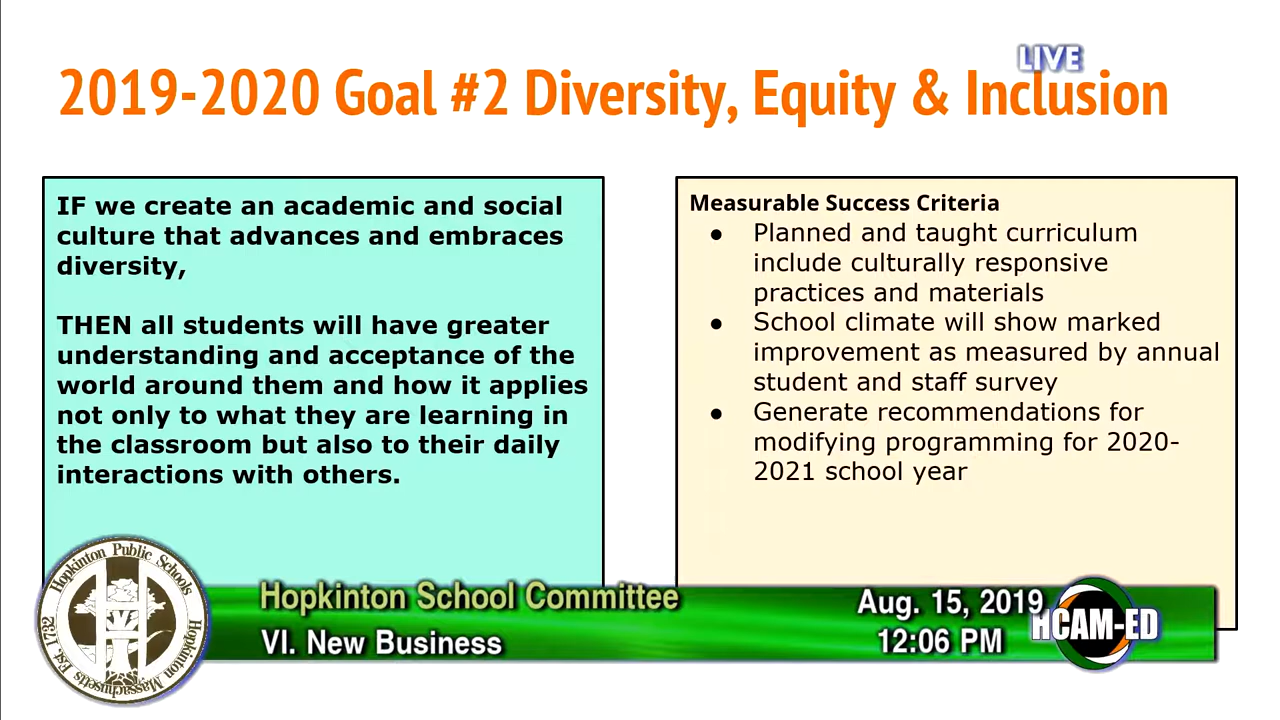 LIVE
2019-2020 Goal #2 Diversity, Equity & Inclusion
IF we create an academic and social
culture that advances and embraces
diversity,
THEN all students will have greater
understanding and acceptance of the
world around them and how it applies
not only to what they are learning in
the classroom but also to their daily
interactions with others.
Measurable Success Criteria
● Planned and taught curriculum
include culturally responsive
practices and materials
● School climate will show marked
improvement as measured by annual
student and staff survey
● Generate recommendations for
modifying programming for 2020-
2021 school year
Hopkinton Public Schools
Hopkinton Massachusetts Est. 1732
Hopkinton School Committee
VI. New Business
Aug. 15, 2019
12:06 PM
HCAM-ED